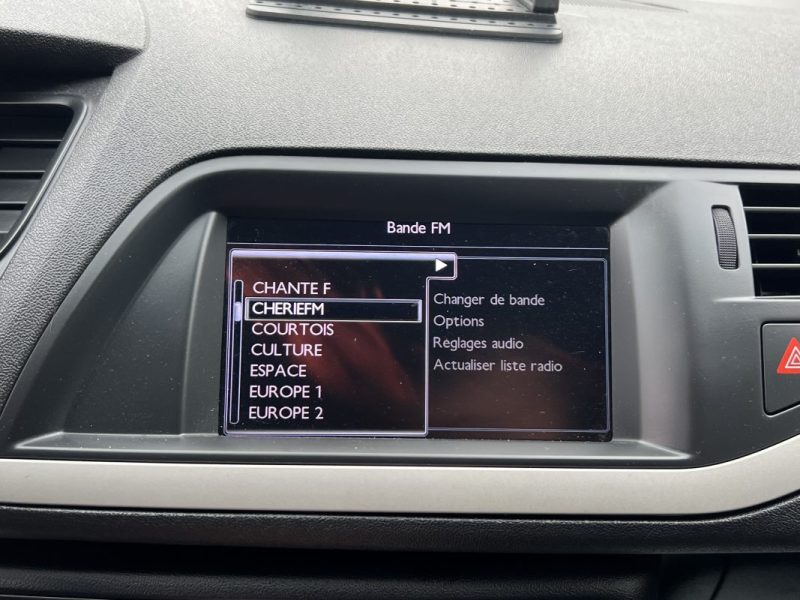 Bande FM
CHANTE F
CHERIEFM
COURTOIS
CULTURE
ESPACE
EUROPE 1
EUROPE 2
Changer de bande
Options
Réglages audio
Actualiser liste radio